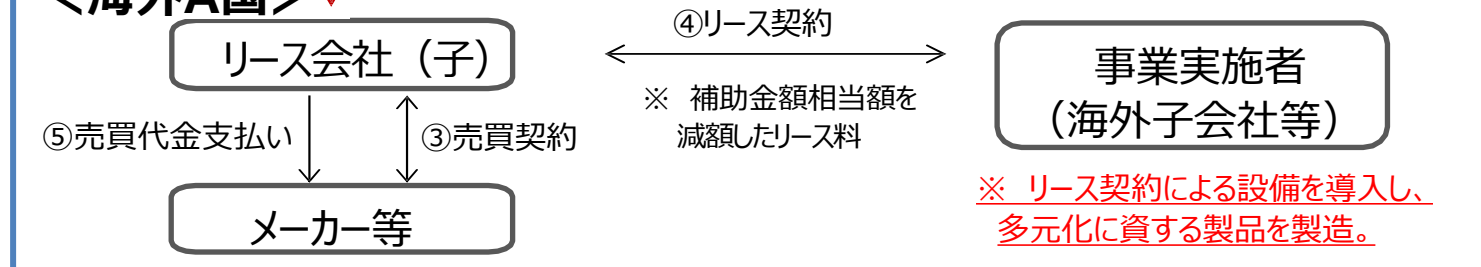 ＜海外A国＞
④リース契約
リース会社（子）
事業実施者
（海外子会社等）
※ 補助金額相当額を
減額したリース料
⑤売買代金支払い
③売買契約
※ リース契約による設備を導入し、
多元化に資する製品を製造。
メーカー等